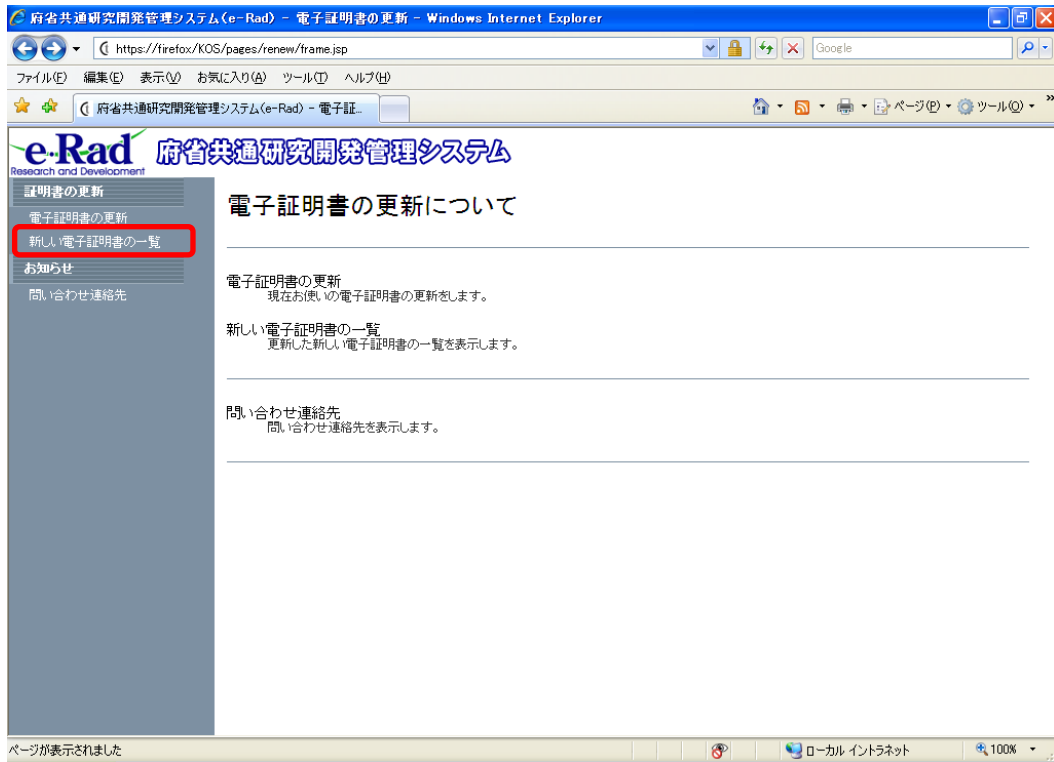 府省共通研究開発管理システム(e-Rad) - 電子証明書の更新 - Windows Internet Explorer
https://firefox/KOS/pages/renew/frame.jsp
Google
ファイル(F) 編集(E) 表示(V) お気に入り(A) ツール(T) ヘルプ(H)
府省共通研究開発管理システム(e-Rad) - 電子証...
ページ(P) ツール(O) »
e-Rad 府省共通研究開発管理システム
Research and Development
証明書の更新
電子証明書の更新
新しい電子証明書の一覧
お知らせ
問い合わせ連絡先
電子証明書の更新について
電子証明書の更新
現在お使いの電子証明書の更新をします。
新しい電子証明書の一覧
更新した新しい電子証明書の一覧を表示します。
問い合わせ連絡先
問い合わせ連絡先を表示します。
ページが表示されました
ローカル イントラネット
100%